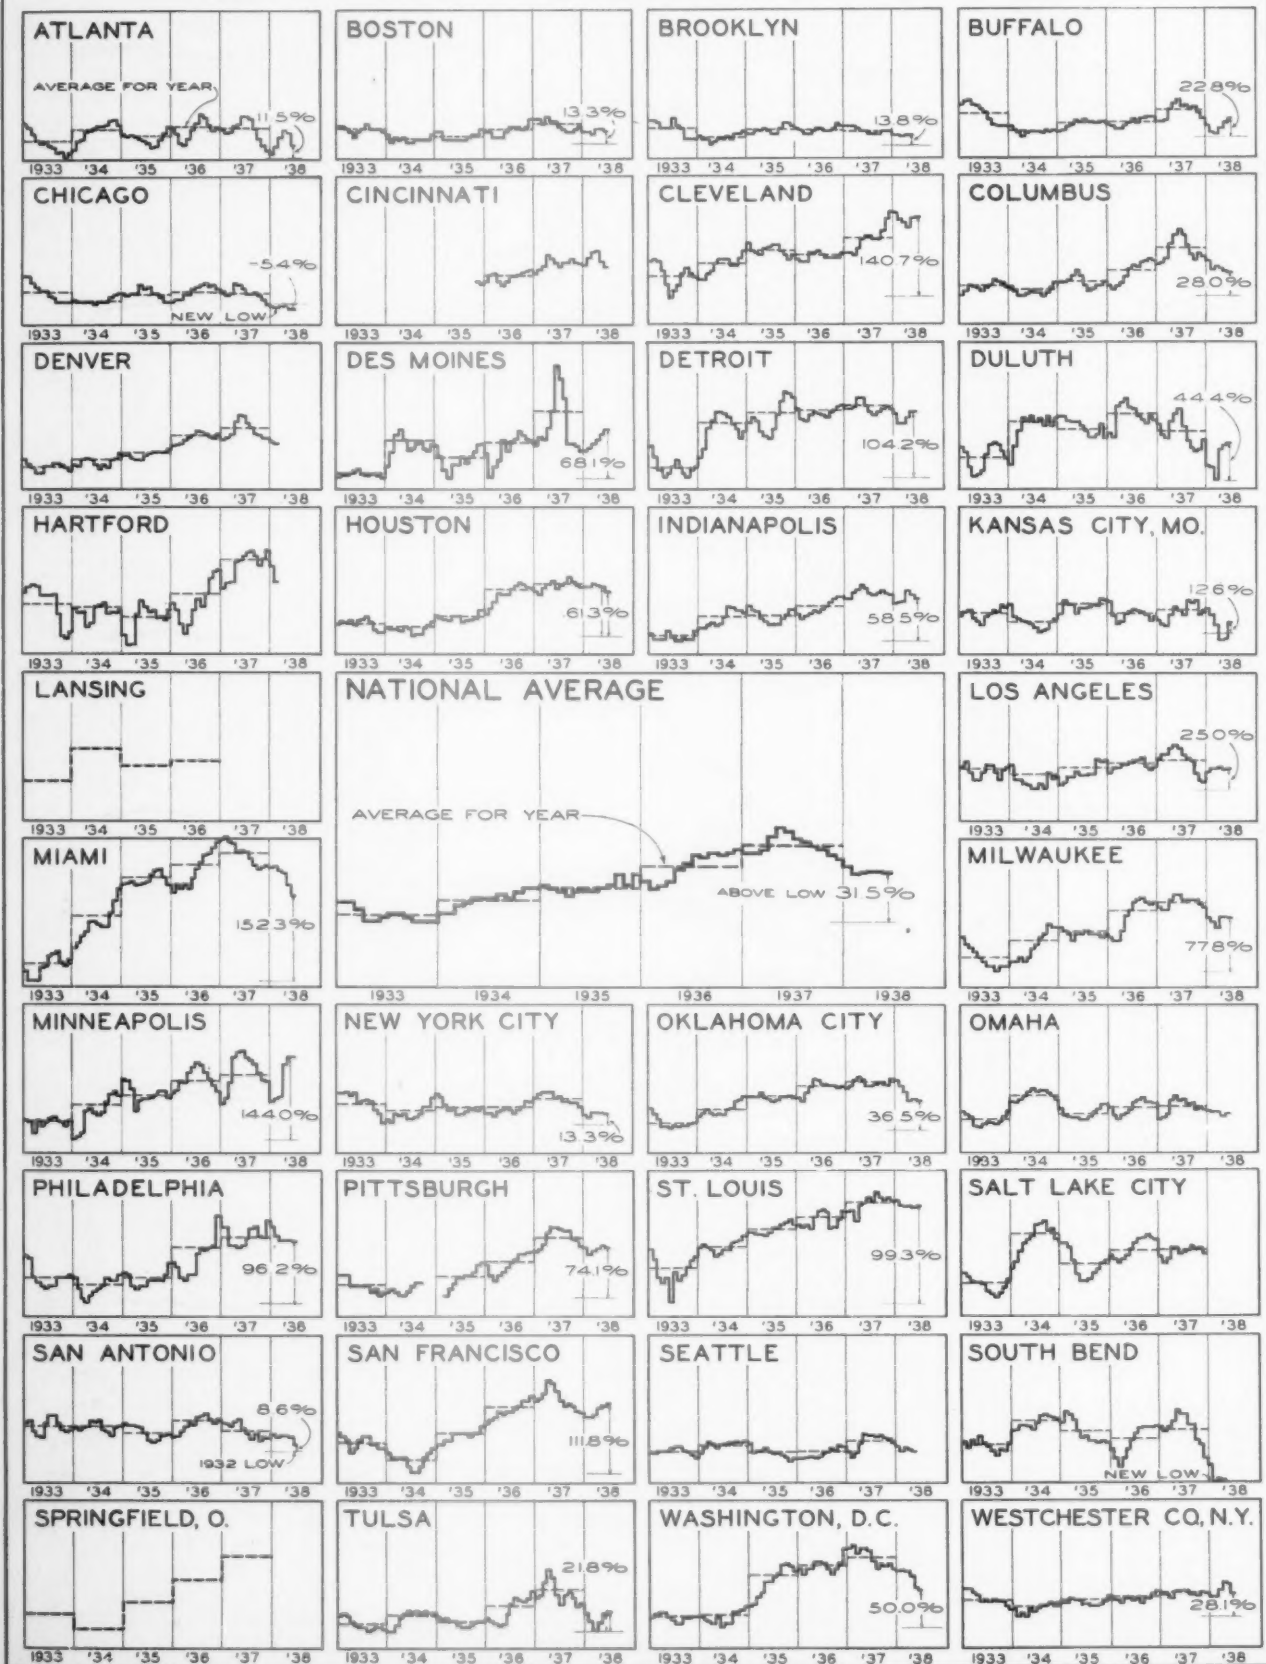 ATLANTA
AVERAGE FOR YEAR
11.5%
1933 '34 '35 '36 '37 '38
BOSTON
13.3%
1933 '34 '35 '36 '37 '38
BROOKLYN
13.8%
1933 '34 '35 '36 '37 '38
BUFFALO
22.8%
1933 '34 '35 '36 '37 '38
CHICAGO
-5.4%
NEW LOW
1933 '34 '35 '36 '37 '38
CINCINNATI
1933 '34 '35 '36 '37 '38
CLEVELAND
140.7%
1933 '34 '35 '36 '37 '38
COLUMBUS
28.0%
1933 '34 '35 '36 '37 '38
DENVER
1933 '34 '35 '36 '37 '38
DES MOINES
68.1%
1933 '34 '35 '36 '37 '38
DETROIT
104.2%
1933 '34 '35 '36 '37 '38
DULUTH
44.4%
1933 '34 '35 '36 '37 '38
HARTFORD
1933 '34 '35 '36 '37 '38
HOUSTON
61.3%
1933 '34 '35 '36 '37 '38
INDIANAPOLIS
58.5%
1933 '34 '35 '36 '37 '38
KANSAS CITY, MO.
12.6%
1933 '34 '35 '36 '37 '38
LANSING
1933 '34 '35 '36 '37 '38
NATIONAL AVERAGE
AVERAGE FOR YEAR
ABOVE LOW 31.5%
1933 1934 1935 1936 1937 1938
LOS ANGELES
25.0%
1933 '34 '35 '36 '37 '38
MIAMI
152.3%
1933 '34 '35 '36 '37 '38
MILWAUKEE
77.8%
1933 '34 '35 '36 '37 '38
MINNEAPOLIS
144.0%
1933 '34 '35 '36 '37 '38
NEW YORK CITY
13.3%
1933 '34 '35 '36 '37 '38
OKLAHOMA CITY
36.5%
1933 '34 '35 '36 '37 '38
OMAHA
1933 '34 '35 '36 '37 '38
PHILADELPHIA
96.2%
1933 '34 '35 '36 '37 '38
PITTSBURGH
74.1%
1933 '34 '35 '36 '37 '38
ST. LOUIS
99.3%
1933 '34 '35 '36 '37 '38
SALT LAKE CITY
1933 '34 '35 '36 '37 '38
SAN ANTONIO
8.6%
1932 LOW
1933 '34 '35 '36 '37 '38
SAN FRANCISCO
111.8%
1933 '34 '35 '36 '37 '38
SEATTLE
1933 '34 '35 '36 '37 '38
SOUTH BEND
NEW LOW
1933 '34 '35 '36 '37 '38
SPRINGFIELD, O.
1933 '34 '35 '36 '37 '38
TULSA
21.8%
1933 '34 '35 '36 '37 '38
WASHINGTON, D.C.
50.0%
1933 '34 '35 '36 '37 '38
WESTCHESTER CO., N.Y.
28.1%
1933 '34 '35 '36 '37 '38